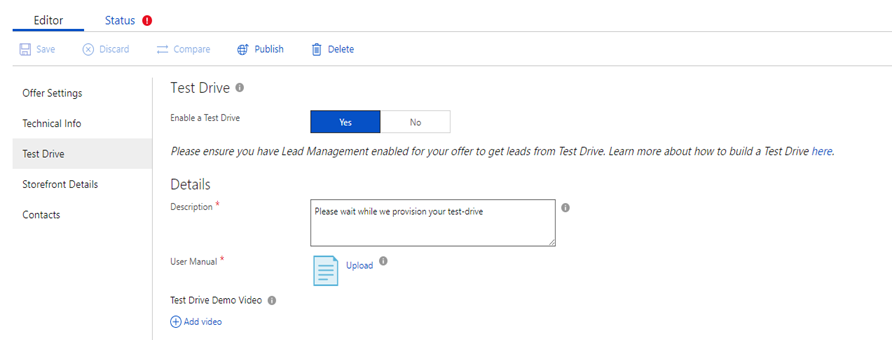 Editor Status !
Save Discard Compare Publish Delete
Offer Settings
Technical Info
Test Drive
Storefront Details
Contacts
Test Drive i
Enable a Test Drive Yes No
Please ensure you have Lead Management enabled for your offer to get leads from Test Drive. Learn more about how to build a Test Drive here.
Details
Description * Please wait while we provision your test-drive i
User Manual * Upload i
Test Drive Demo Video i
Add video